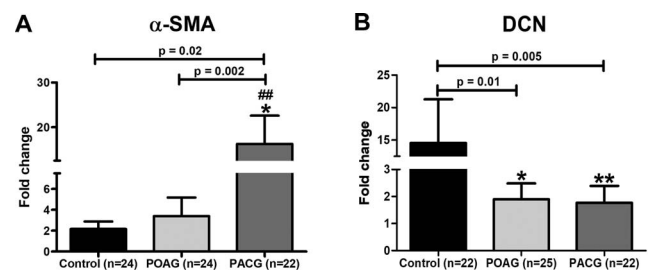 A
α-SMA
p = 0.02
p = 0.002
##
*
Fold change
30
20
6
4
2
0
Control (n=24) POAG (n=24) PACG (n=22)
B
DCN
p = 0.005
p = 0.01
*
**
Fold change
25
20
15
3
2
1
0
Control (n=22) POAG (n=25) PACG (n=22)